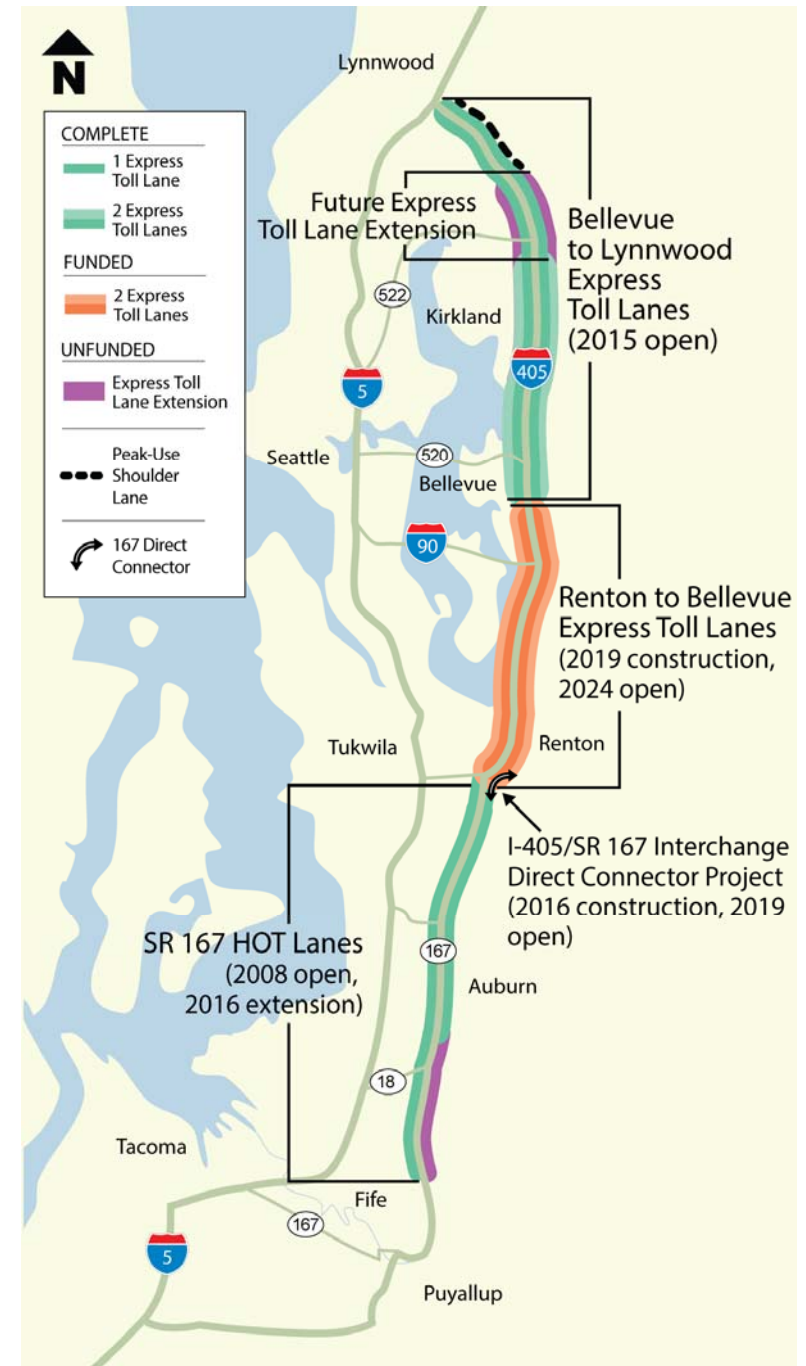 N
COMPLETE
1 Express
Toll Lane
2 Express
Toll Lanes
FUNDED
2 Express
Toll Lanes
UNFUNDED
Express Toll
Lane Extension
Peak-Use
Shoulder
Lane
167 Direct
Connector
Lynnwood
Future Express
Toll Lane Extension
Bellevue
to Lynnwood
Express
Toll Lanes
(2015 open)
522
Kirkland
405
5
Seattle
520
Bellevue
90
Renton to Bellevue
Express Toll Lanes
(2019 construction,
2024 open)
Tukwila
Renton
I-405/SR 167 Interchange
Direct Connector Project
(2016 construction, 2019
open)
SR 167 HOT Lanes
(2008 open,
2016 extension)
167
Auburn
18
Tacoma
Fife
167
5
Puyallup